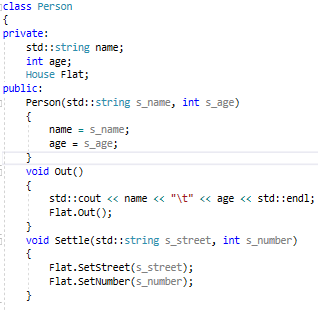 class Person
{
private:
    std::string name;
    int age;
    House Flat;
public:
    Person(std::string s_name, int s_age)
    {
        name = s_name;
        age = s_age;
    }
    void Out()
    {
        std::cout << name << "\t" << age << std::endl;
        Flat.Out();
    }
    void Settle(std::string s_street, int s_number)
    {
        Flat.SetStreet(s_street);
        Flat.SetNumber(s_number);
    }